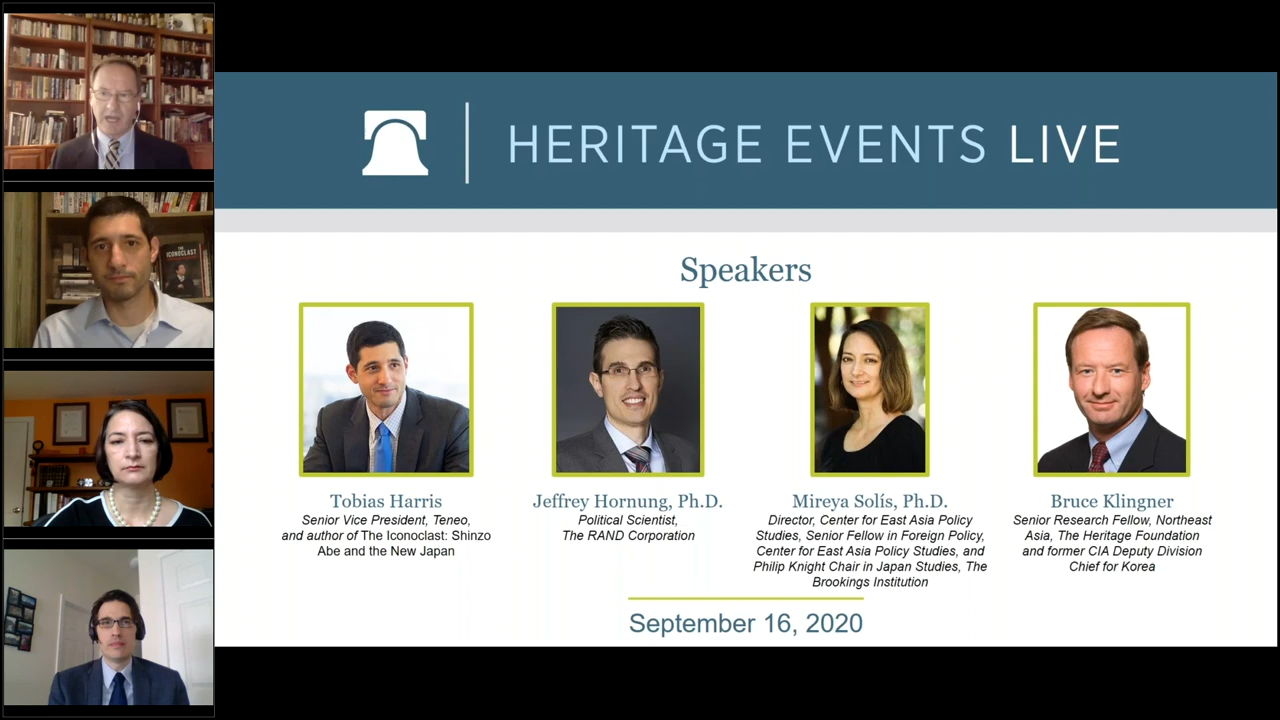 HERITAGE EVENTS LIVE
Speakers
Tobias Harris
Senior Vice President, Teneo,
and author of The Iconoclast: Shinzo
Abe and the New Japan
Jeffrey Hornung, Ph.D.
Political Scientist,
The RAND Corporation
Mireya Solís, Ph.D.
Director, Center for East Asia Policy
Studies, Senior Fellow in Foreign Policy,
Center for East Asia Policy Studies, and
Philip Knight Chair in Japan Studies, The
Brookings Institution
Bruce Klingner
Senior Research Fellow, Northeast
Asia, The Heritage Foundation
and former CIA Deputy Division
Chief for Korea
September 16, 2020
THE
ICONOCLAST